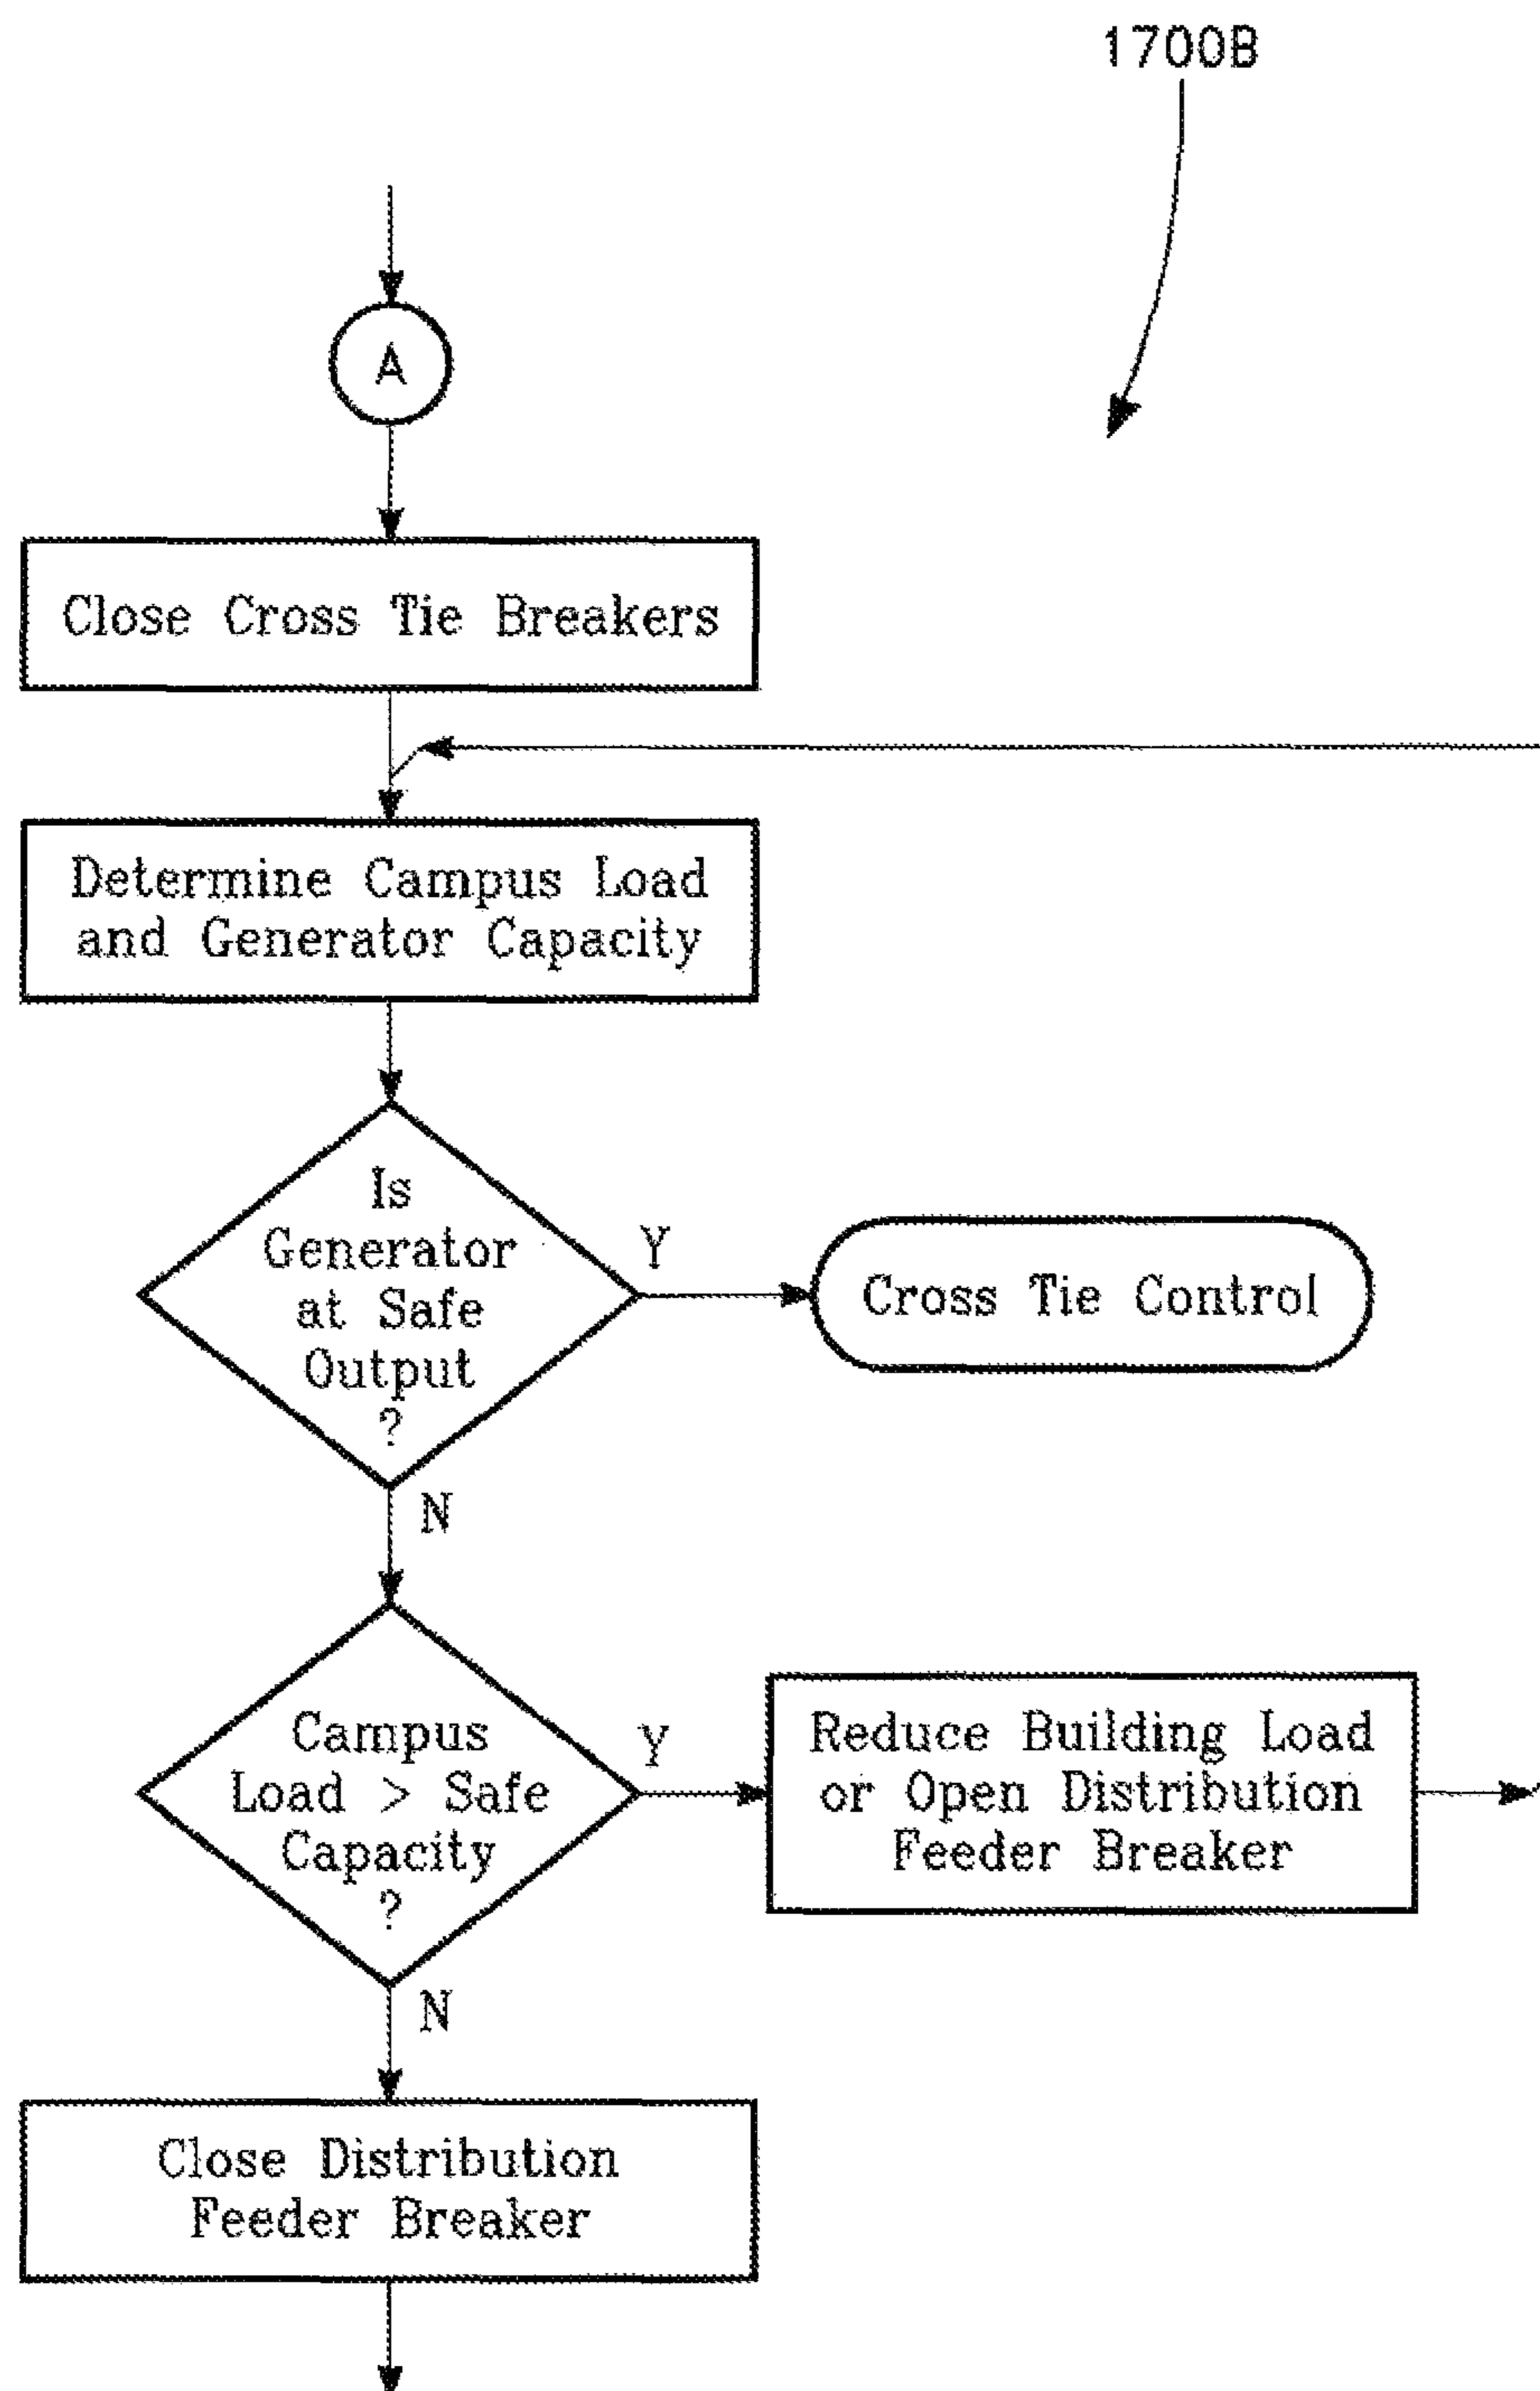 1700B
A
Close Cross Tie Breakers
Determine Campus Load
and Generator Capacity
Is
Generator
at Safe
Output
?
Y
Cross Tie Control
N
Campus
Load > Safe
Capacity
?
Y
Reduce Building Load
or Open Distribution
Feeder Breaker
N
Close Distribution
Feeder Breaker